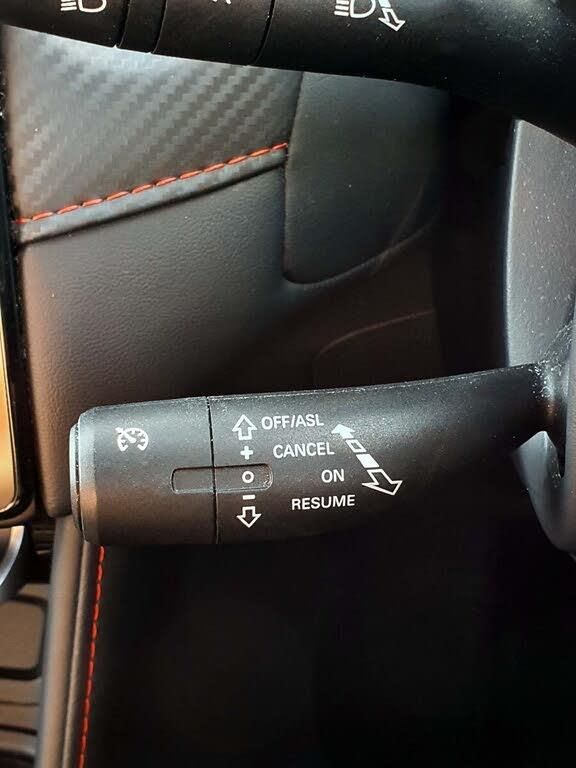 OFF/ASL
+ CANCEL
O ON
− RESUME